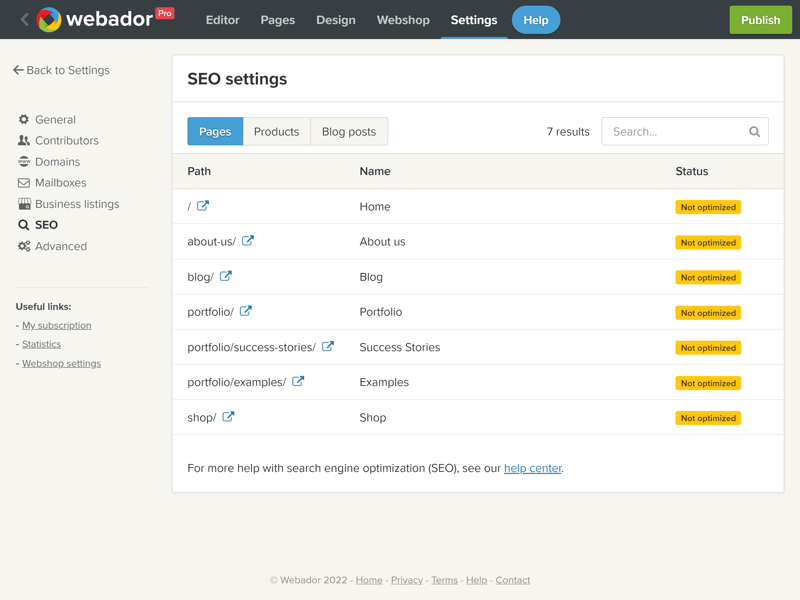 webador Pro Editor Pages Design Webshop Settings Help Publish
Back to Settings
General
Contributors
Domains
Mailboxes
Business listings
SEO
Advanced
Useful links:
- My subscription
- Statistics
- Webshop settings
SEO settings
Pages Products Blog posts 7 results Search...
Path Name Status
/ Home Not optimized
about-us/ About us Not optimized
blog/ Blog Not optimized
portfolio/ Portfolio Not optimized
portfolio/success-stories/ Success Stories Not optimized
portfolio/examples/ Examples Not optimized
shop/ Shop Not optimized
For more help with search engine optimization (SEO), see our help center.
© Webador 2022 - Home - Privacy - Terms - Help - Contact